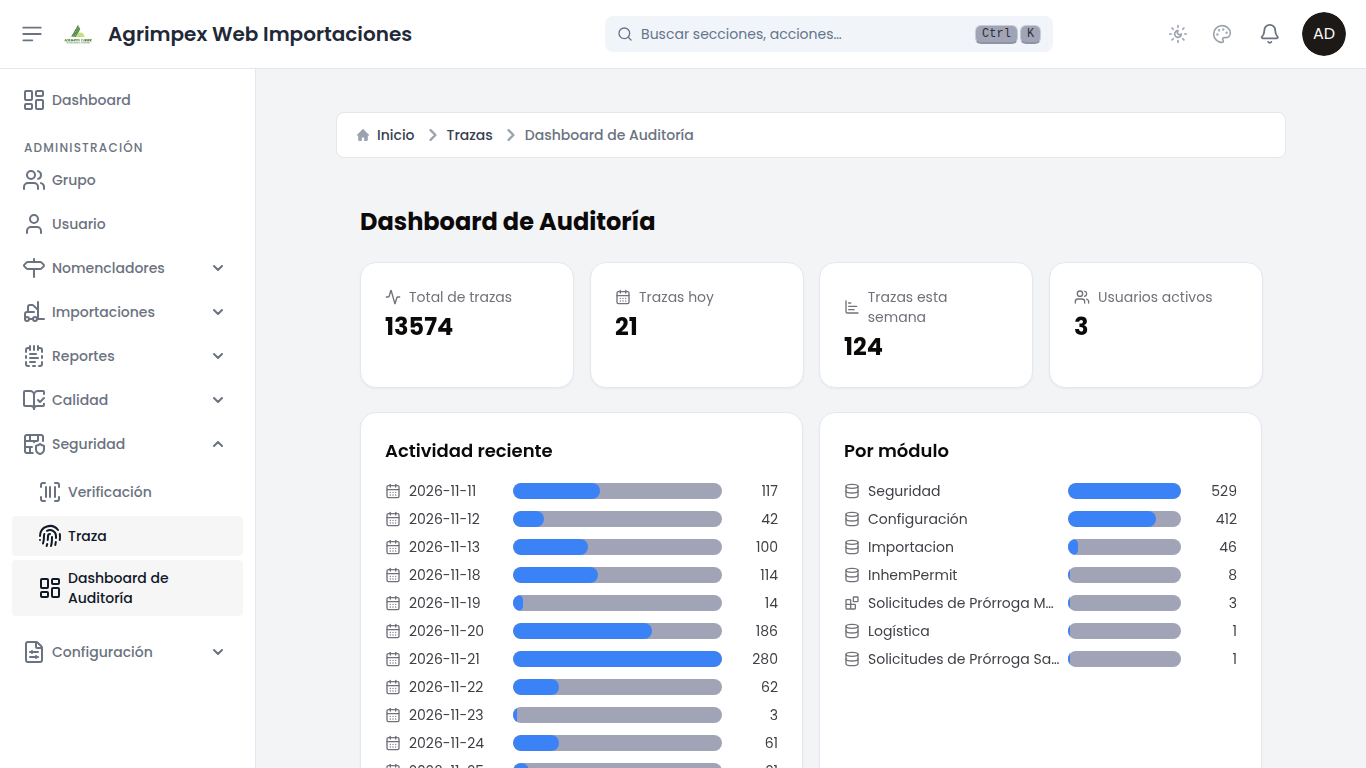 Agrimpex Web Importaciones
Buscar secciones, acciones...
Ctrl K
AD
Dashboard
ADMINISTRACIÓN
Grupo
Usuario
Nomencladores
Importaciones
Reportes
Calidad
Seguridad
Verificación
Traza
Dashboard de
Auditoría
Configuración
Inicio
Trazas
Dashboard de Auditoría
Dashboard de Auditoría
Total de trazas
13574
Trazas hoy
21
Trazas esta
semana
124
Usuarios activos
3
Actividad reciente
2026-11-11 117
2026-11-12 42
2026-11-13 100
2026-11-18 114
2026-11-19 14
2026-11-20 186
2026-11-21 280
2026-11-22 62
2026-11-23 3
2026-11-24 61
Por módulo
Seguridad 529
Configuración 412
Importacion 46
InhemPermit 8
Solicitudes de Prórroga M... 3
Logística 1
Solicitudes de Prórroga Sa... 1